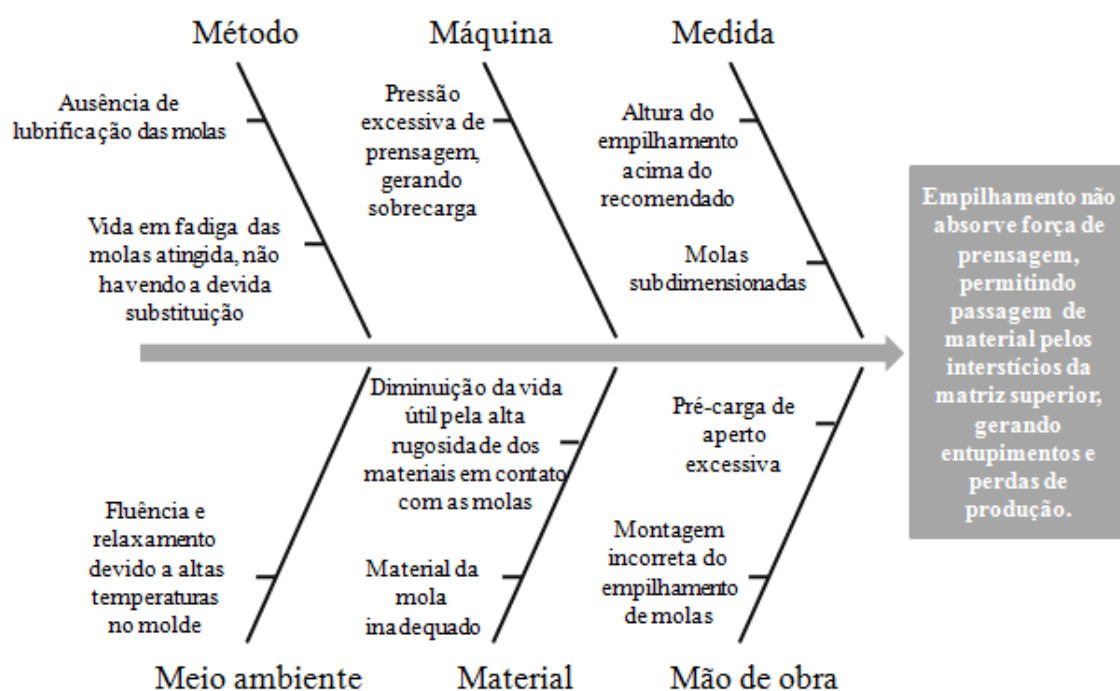 Método
Máquina
Medida
Ausência de
lubrificação das molas
Vida em fadiga das
molas atingida, não
havendo a devida
substituição
Pressão
excessiva de
prensagem,
gerando
sobrecarga
Altura do
empilhamento
acima do
recomendado
Molas
subdimensionadas
Empilhamento não
absorve força de
prensagem,
permitindo
passagem de
material pelos
interstícios da
matriz superior,
gerando
entupimentos e
perdas de
produção.
Fluência e
relaxamento
devido a altas
temperaturas
no molde
Diminuição da vida
útil pela alta
rugosidade dos
materiais em contato
com as molas
Material da
mola
inadequado
Pré-carga de
aperto
excessiva
Montagem
incorreta do
empilhamento
de molas
Meio ambiente
Material
Mão de obra